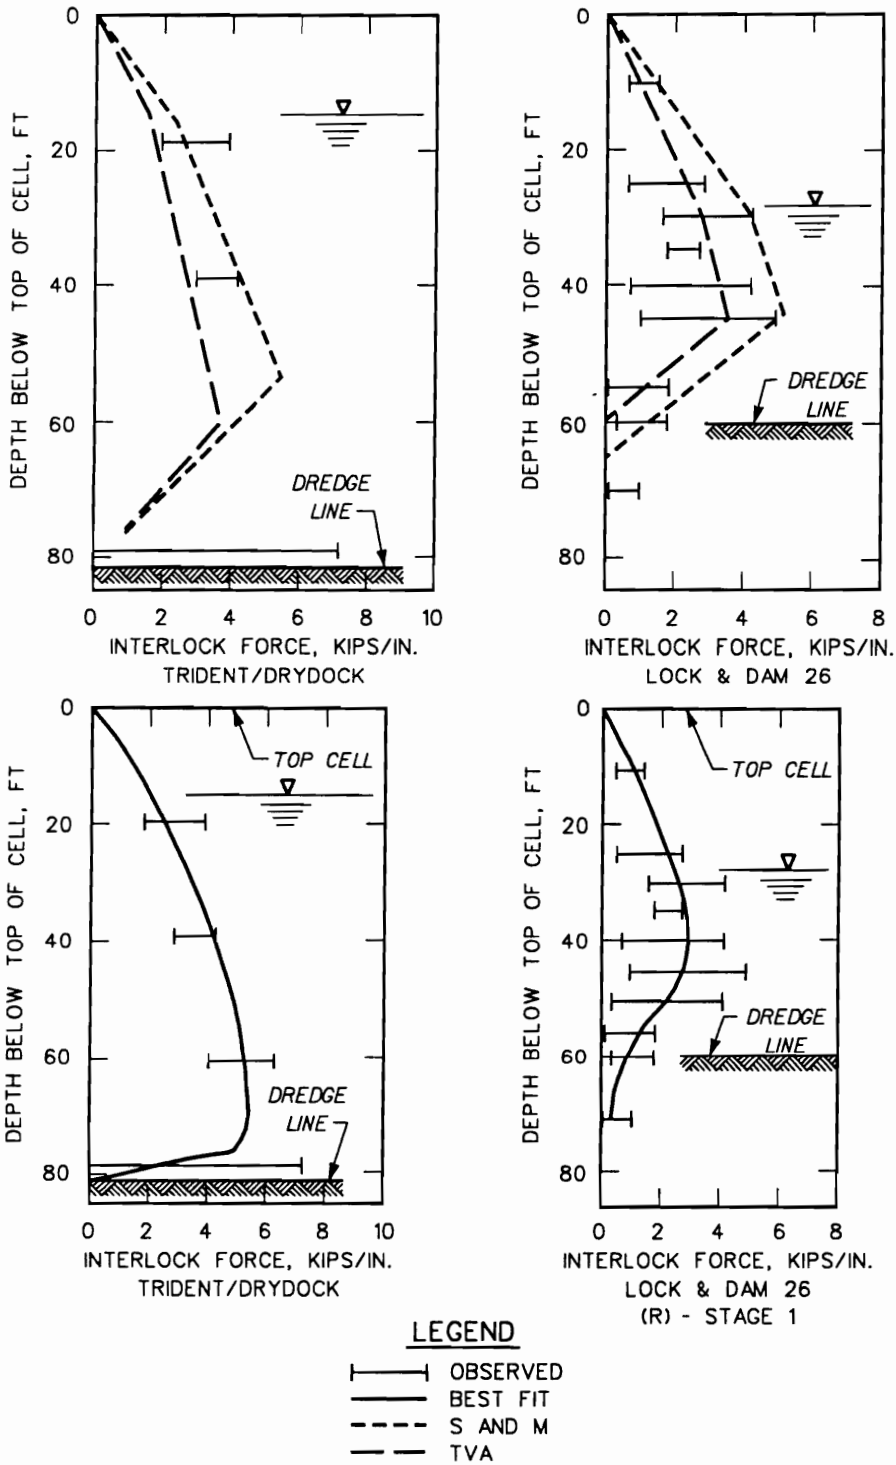 DEPTH BELOW TOP OF CELL, FT
0
20
40
60
80
DREDGE
LINE
0 2 4 6 8 10
INTERLOCK FORCE, KIPS/IN.
TRIDENT/DRYDOCK
DEPTH BELOW TOP OF CELL, FT
0
20
40
60
80
DREDGE
LINE
0 2 4 6 8
INTERLOCK FORCE, KIPS/IN.
LOCK & DAM 26
DEPTH BELOW TOP OF CELL, FT
0
20
40
60
80
TOP CELL
DREDGE
LINE
0 2 4 6 8 10
INTERLOCK FORCE, KIPS/IN.
TRIDENT/DRYDOCK
DEPTH BELOW TOP OF CELL, FT
0
20
40
60
80
TOP CELL
DREDGE
LINE
0 2 4 6 8
INTERLOCK FORCE, KIPS/IN.
LOCK & DAM 26
(R) - STAGE 1
LEGEND
OBSERVED
BEST FIT
S AND M
TVA